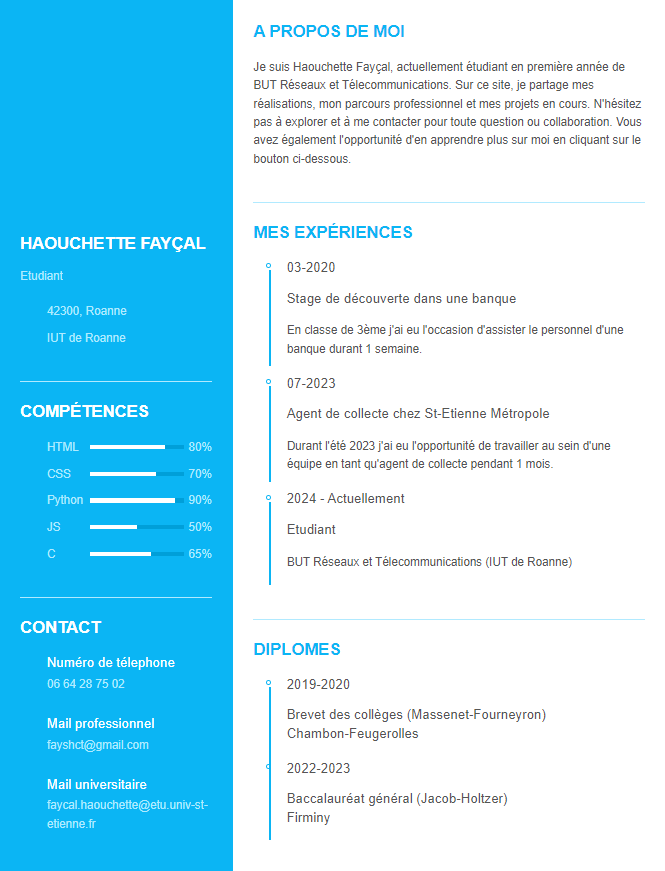 HAOUCHETTE FAYÇAL
Etudiant
42300, Roanne
IUT de Roanne
COMPÉTENCES
HTML 80%
CSS 70%
Python 90%
JS 50%
C 65%
CONTACT
Numéro de télephone
06 64 28 75 02
Mail professionnel
fayshct@gmail.com
Mail universitaire
faycal.haouchette@etu.univ-st-
etienne.fr
A PROPOS DE MOI
Je suis Haouchette Fayçal, actuellement étudiant en première année de
BUT Réseaux et Télecommunications. Sur ce site, je partage mes
réalisations, mon parcours professionnel et mes projets en cours. N'hésitez
pas à explorer et à me contacter pour toute question ou collaboration. Vous
avez également l'opportunité d'en apprendre plus sur moi en cliquant sur le
bouton ci-dessous.
MES EXPÉRIENCES
03-2020
Stage de découverte dans une banque
En classe de 3ème j'ai eu l'occasion d'assister le personnel d'une
banque durant 1 semaine.
07-2023
Agent de collecte chez St-Etienne Métropole
Durant l'été 2023 j'ai eu l'opportunité de travailler au sein d'une
équipe en tant qu'agent de collecte pendant 1 mois.
2024 - Actuellement
Etudiant
BUT Réseaux et Télecommunications (IUT de Roanne)
DIPLOMES
2019-2020
Brevet des collèges (Massenet-Fourneyron)
Chambon-Feugerolles
2022-2023
Baccalauréat général (Jacob-Holtzer)
Firminy